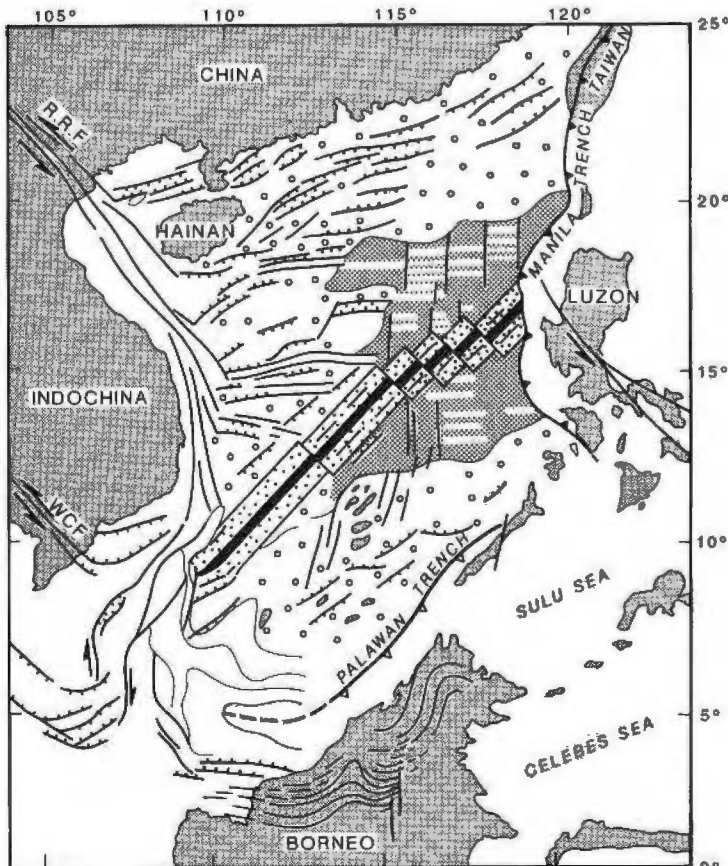 105° 110° 115° 120°
25°
CHINA
TAIWAN
R.R.F
MANILA TRENCH
HAINAN
20°
LUZON
15°
INDOCHINA
WCF
10°
PALAWAN TRENCH
SULU SEA
5°
CELEBES SEA
BORNEO
0°